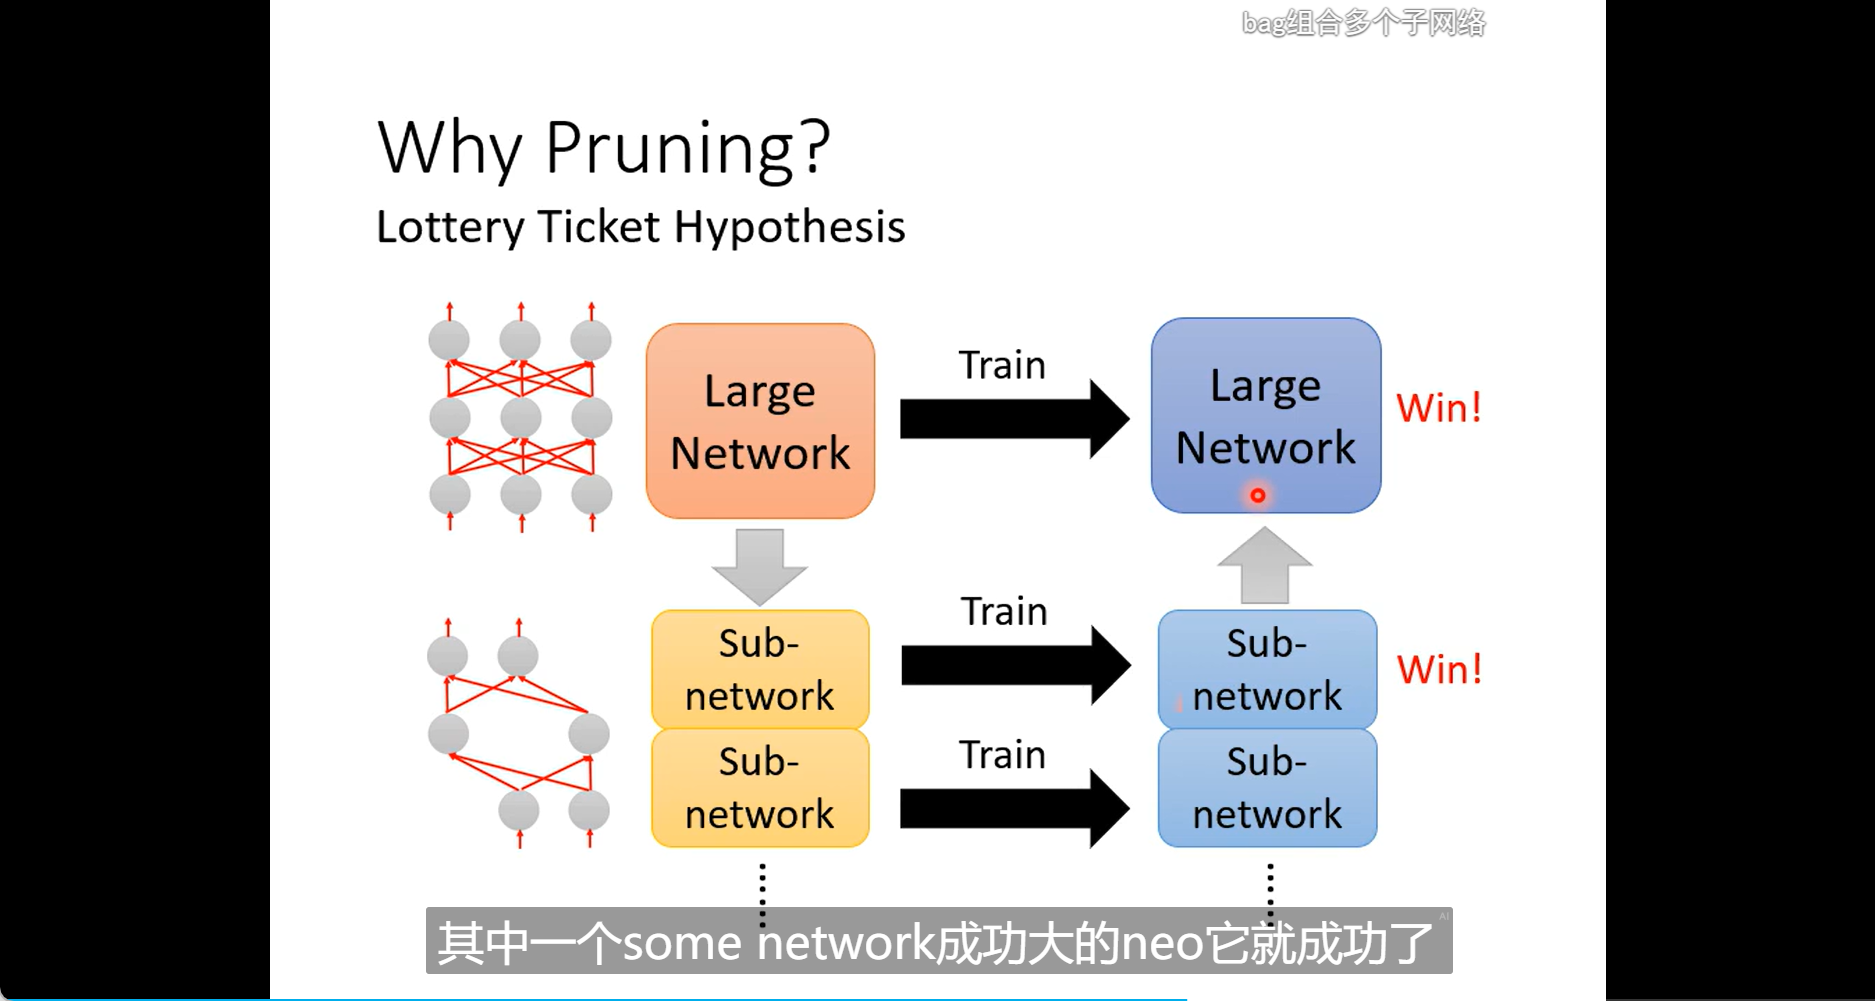 bag组合多个子网络
Why Pruning?
Lottery Ticket Hypothesis
Large
Network
Train
Large
Network
Win!
Sub-
network
Train
Sub-
network
Win!
Sub-
network
Train
Sub-
network
AI
其中一个some network成功大的neo它就成功了